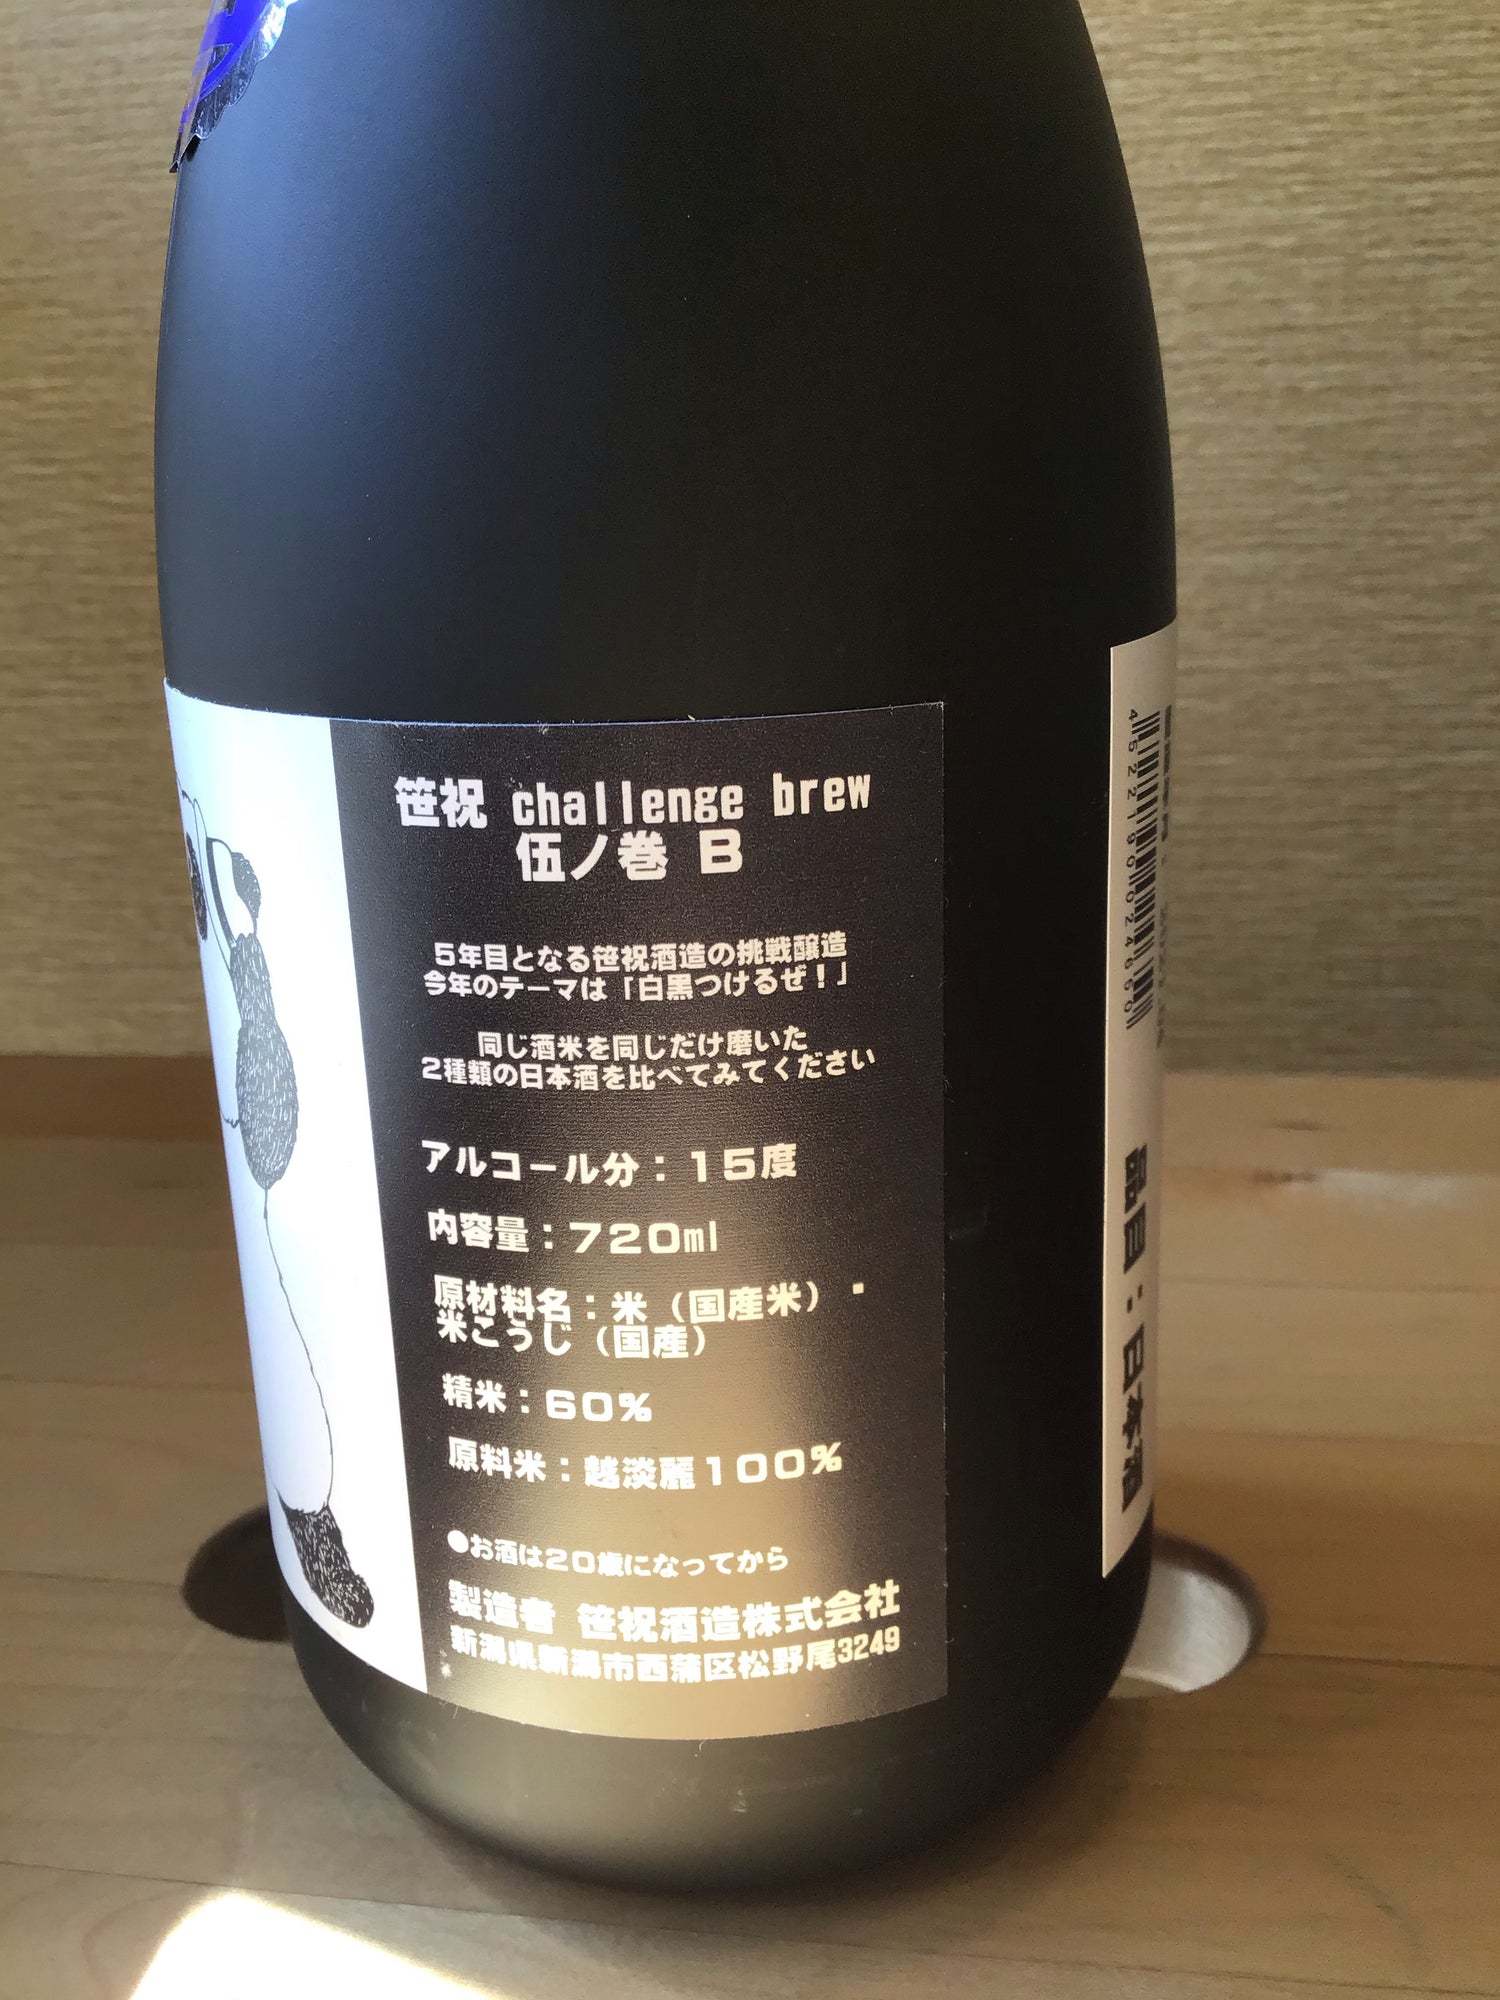 笹祝 challenge brew
伍ノ巻 B
5年目となる笹祝酒造の挑戦醸造
今年のテーマは「白黒つけるぜ！」
同じ酒米を同じだけ磨いた
2種類の日本酒を比べてみてください
アルコール分：15度
内容量：720ml
原材料名：米（国産米）・
米こうじ（国産）
精米：60%
原料米：越淡麗100%
●お酒は20歳になってから
製造者 笹祝酒造株式会社
新潟県新潟市西蒲区松野尾3249
4522190024660
品目：日本酒